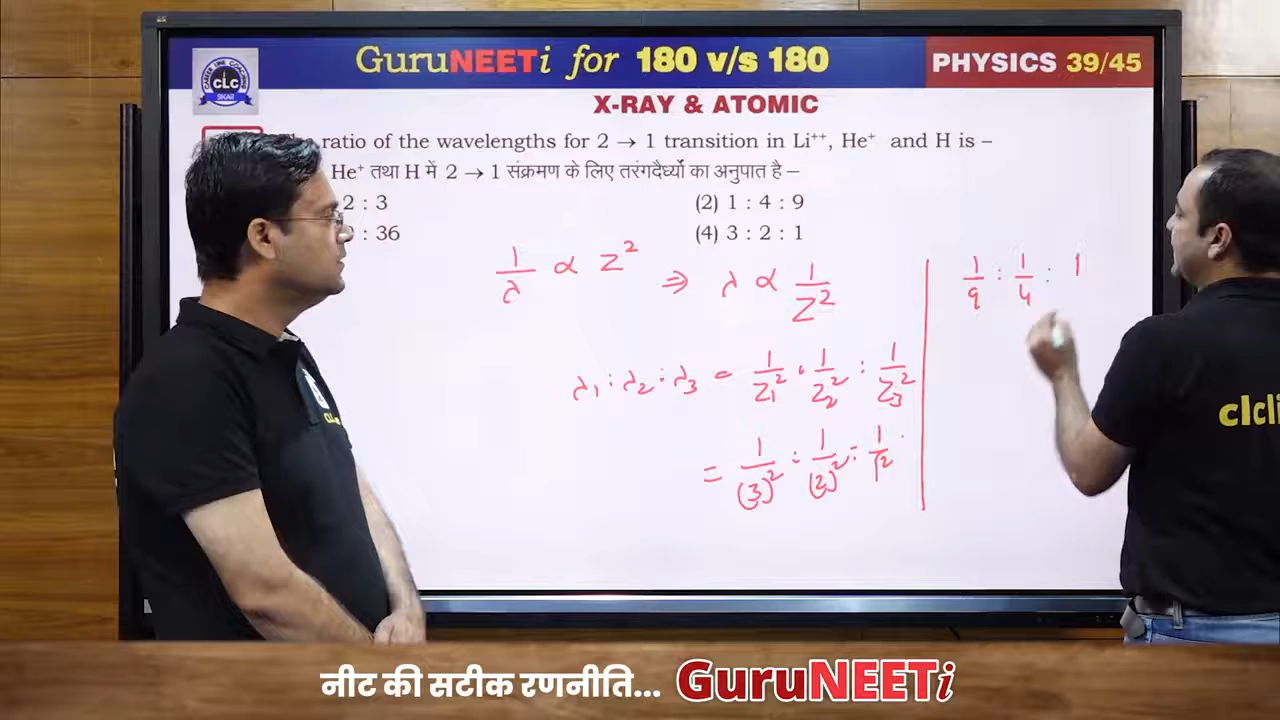 GuruNEETi for 180 v/s 180
PHYSICS 39/45
CLC
SIKAR
X-RAY & ATOMIC
ratio of the wavelengths for 2 → 1 transition in Li⁺⁺, He⁺ and H is –
He⁺ तथा H में 2 → 1 संक्रमण के लिए तरंगदैर्ध्यों का अनुपात है –
2 : 3
(2) 1 : 4 : 9
: 36
(4) 3 : 2 : 1
1/λ ∝ Z² ⇒ λ ∝ 1/Z²
λ₁ : λ₂ : λ₃ = 1/Z₁² : 1/Z₂² : 1/Z₃²
= 1/(3)² : 1/(2)² : 1/1²
1/9 : 1/4 : 1
clcli
नीट की सटीक रणनीति... GuruNEETi